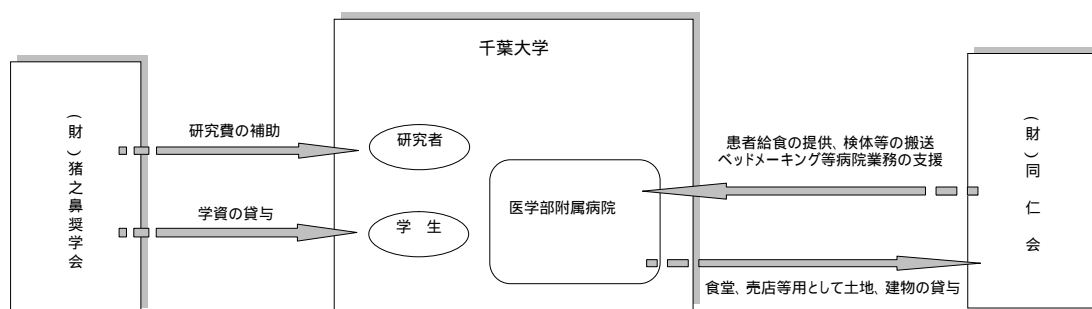 千葉大学
(財)猪之鼻奨学会
研究費の補助
研究者
学資の貸与
学 生
医学部附属病院
患者給食の提供、検体等の搬送
ベッドメーキング等病院業務の支援
食堂、売店等用として土地、建物の貸与
(財)同仁会